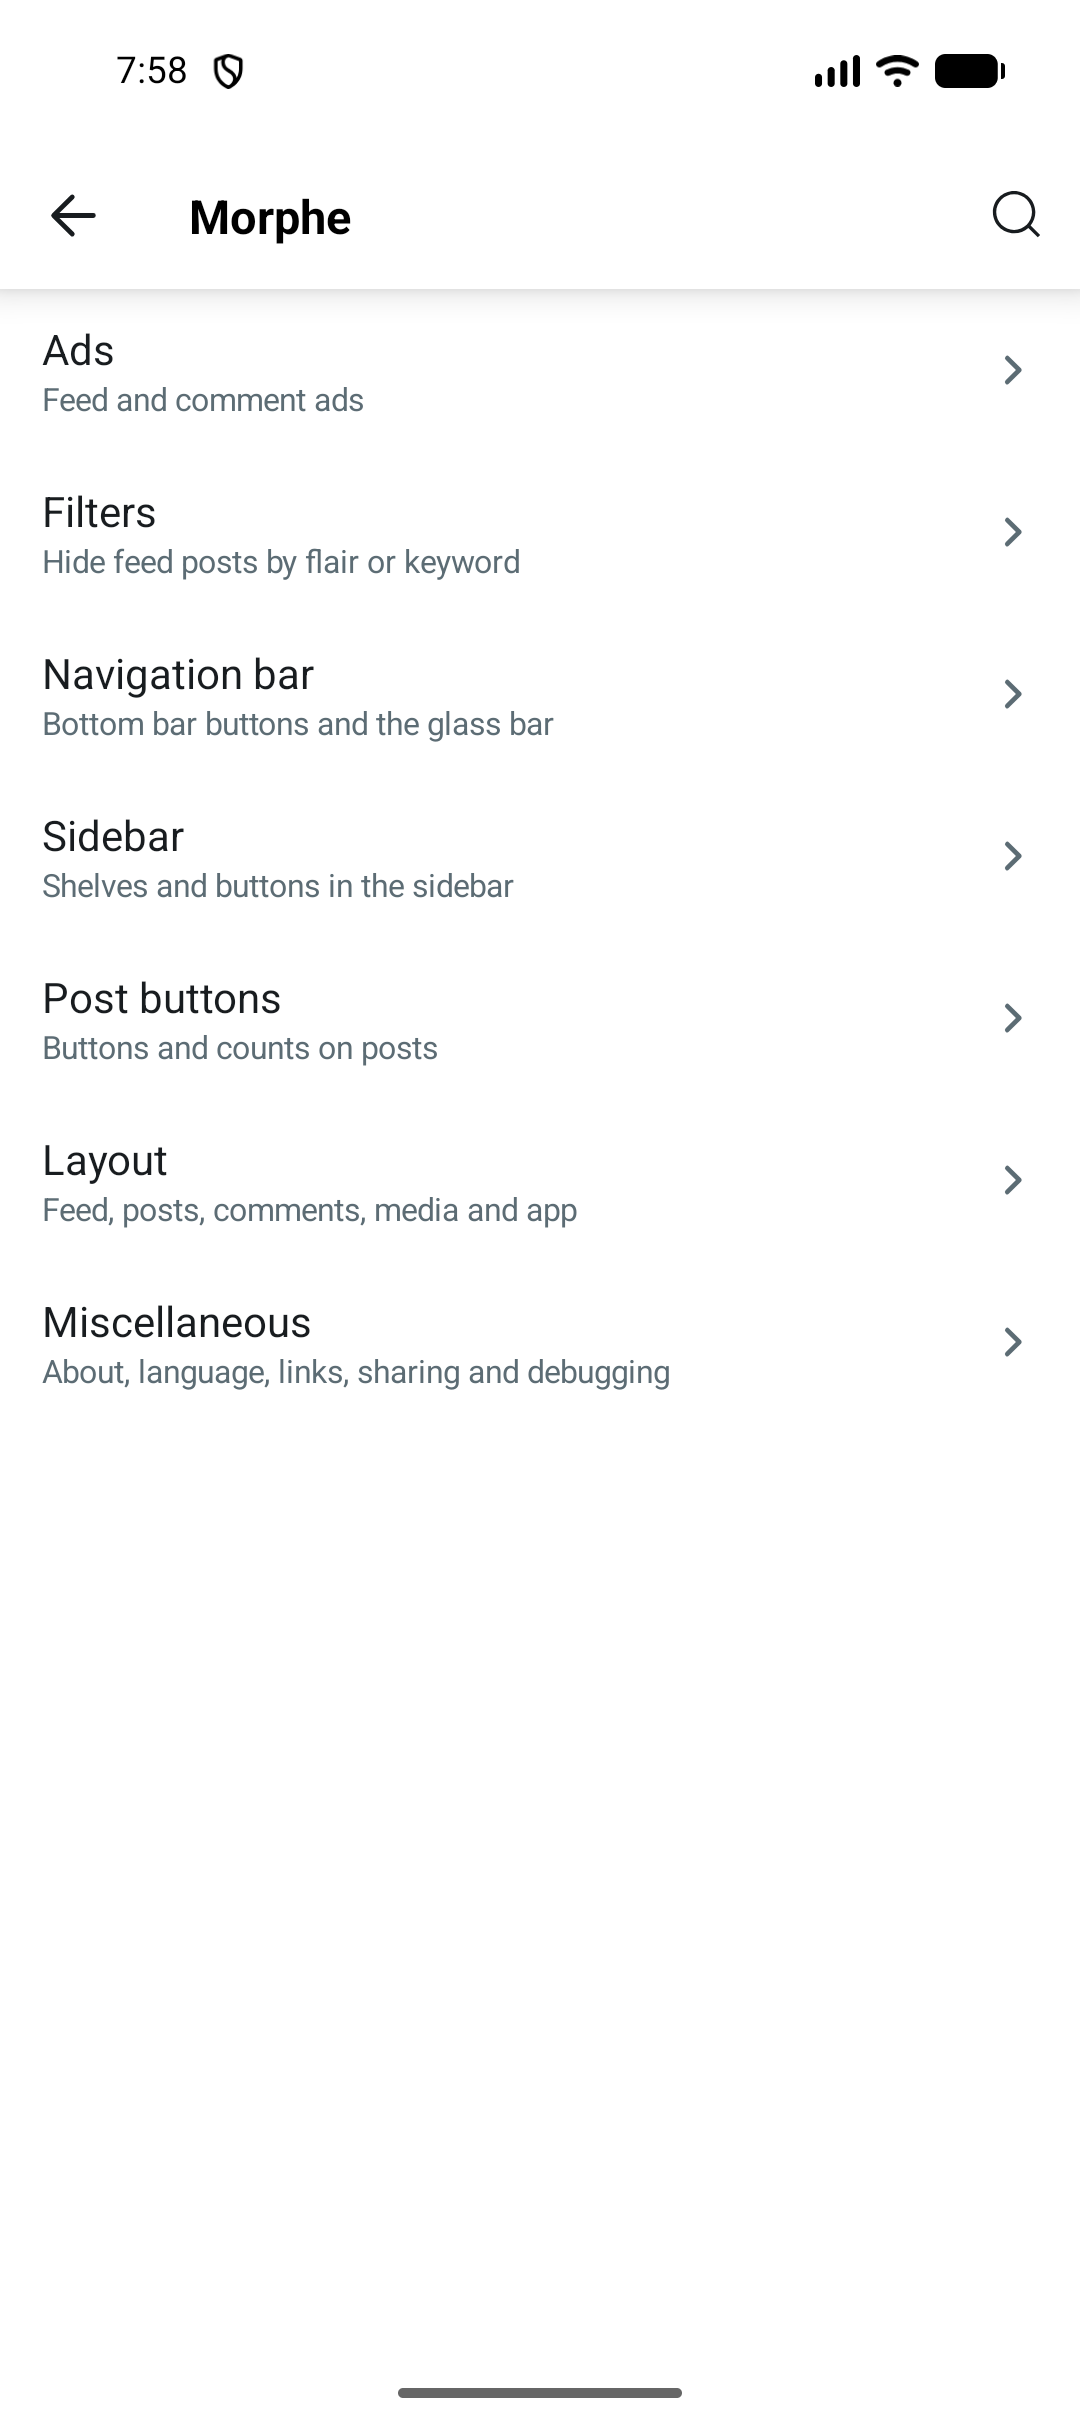 7:58
Morphe
Ads
Feed and comment ads
Filters
Hide feed posts by flair or keyword
Navigation bar
Bottom bar buttons and the glass bar
Sidebar
Shelves and buttons in the sidebar
Post buttons
Buttons and counts on posts
Layout
Feed, posts, comments, media and app
Miscellaneous
About, language, links, sharing and debugging